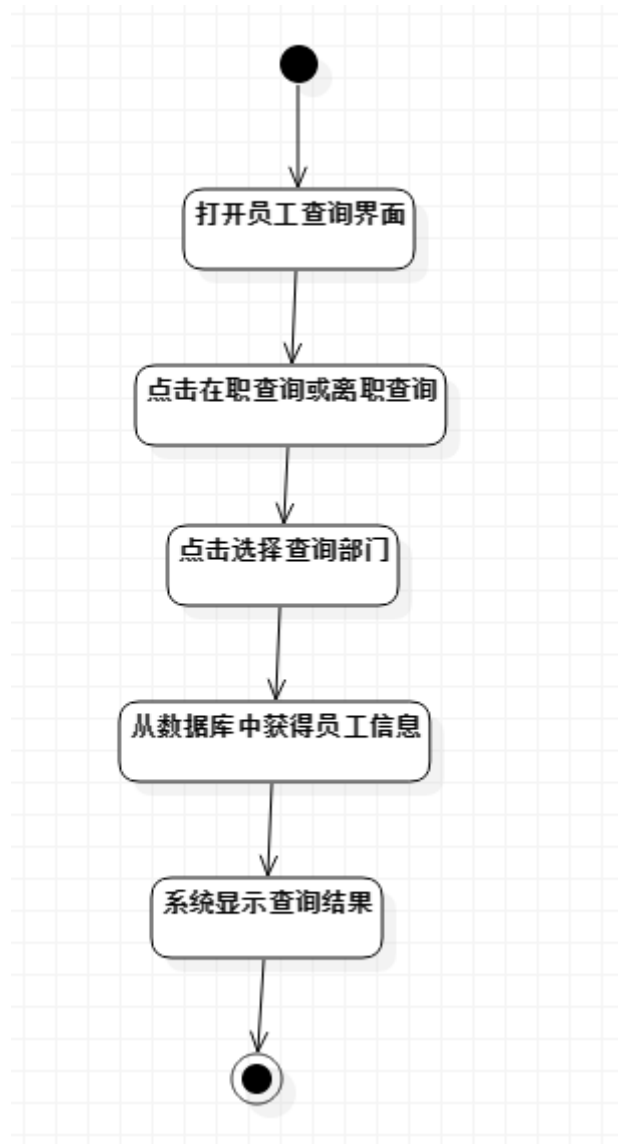 打开员工查询界面
点击在职查询或离职查询
点击选择查询部门
从数据库中获得员工信息
系统显示查询结果